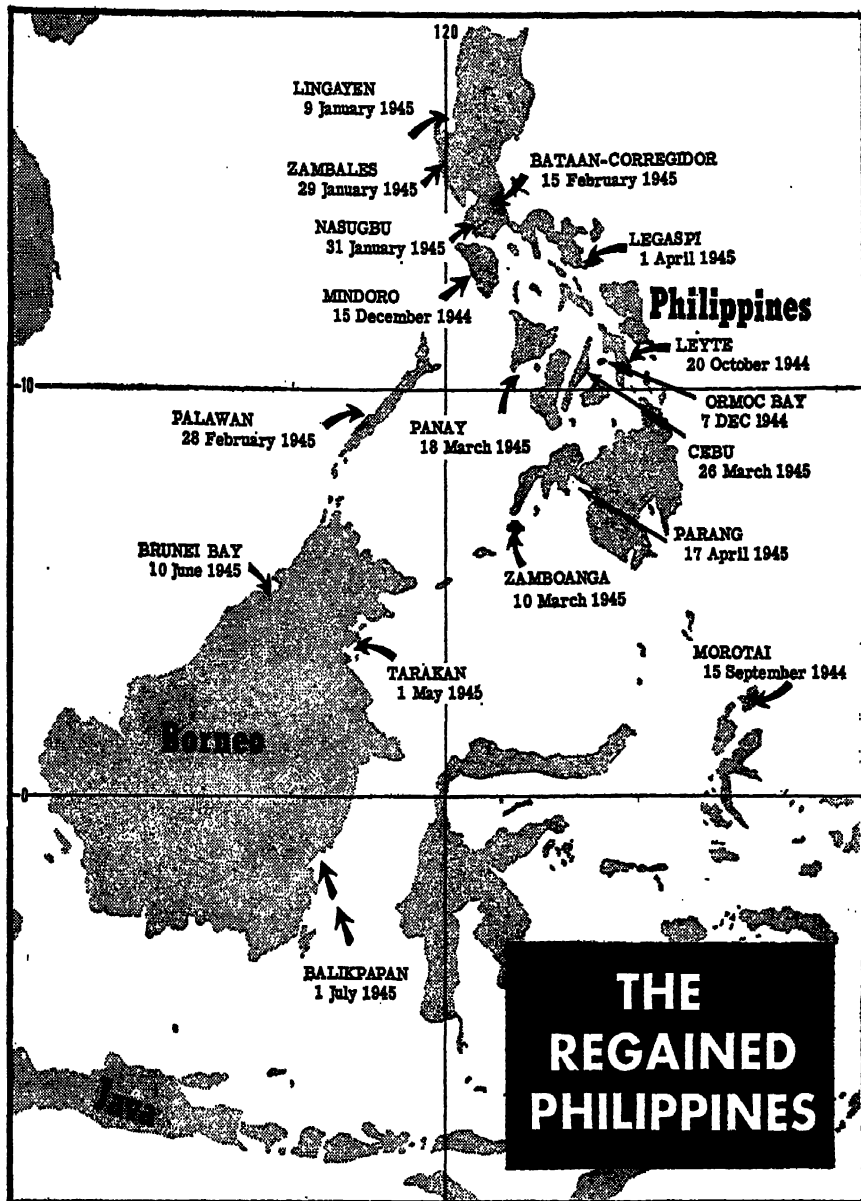 120
LINGAYEN
9 January 1945
BATAAN-CORREGIDOR
15 February 1945
ZAMBALES
29 January 1945
NASUGBU
31 January 1945
LEGASPI
1 April 1945
MINDORO
15 December 1944
Philippines
LEYTE
20 October 1944
10
ORMOC BAY
7 DEC 1944
PALAWAN
28 February 1945
PANAY
18 March 1945
CEBU
26 March 1945
PARANG
17 April 1945
BRUNEI BAY
10 June 1945
ZAMBOANGA
10 March 1945
MOROTAI
15 September 1944
TARAKAN
1 May 1945
Borneo
0
BALIKPAPAN
1 July 1945
THE
REGAINED
PHILIPPINES
Java